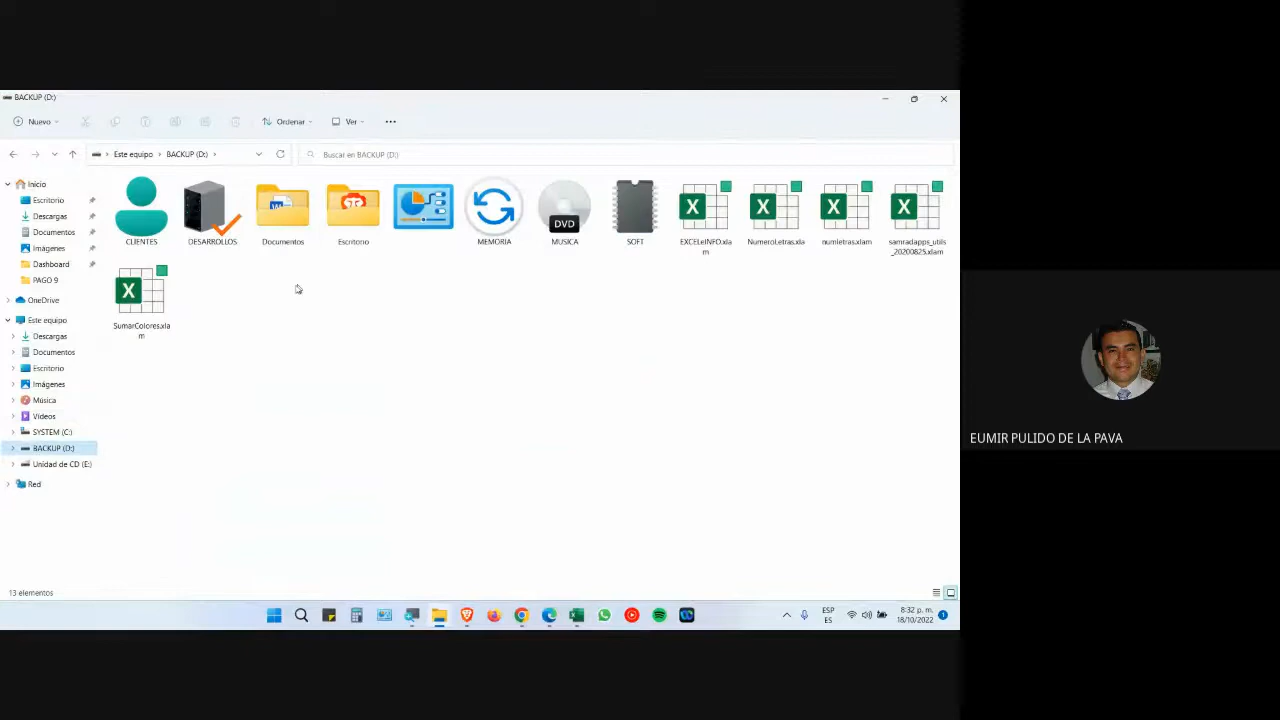 BACKUP (D:)
Nuevo
Ordenar
Ver
Este equipo
BACKUP (D:)
Buscar en BACKUP (D:)
Inicio
Escritorio
Descargas
Documentos
Imágenes
Dashboard
PAGO 9
OneDrive
Este equipo
Descargas
Documentos
Escritorio
Imágenes
Música
Vídeos
SYSTEM (C:)
BACKUP (D:)
Unidad de CD (E:)
Red
CLIENTES
DESARROLLOS
Documentos
Escritorio
MEMORIA
DVD
MUSICA
SOFT
EXCELeINFO.xla
m
NumeroLetras.xla
numletras.xlam
samradapps_utils
_20200825.xlam
SumarColores.xla
m
13 elementos
ESP
ES
8:32 p. m.
18/10/2022
1
EUMIR PULIDO DE LA PAVA